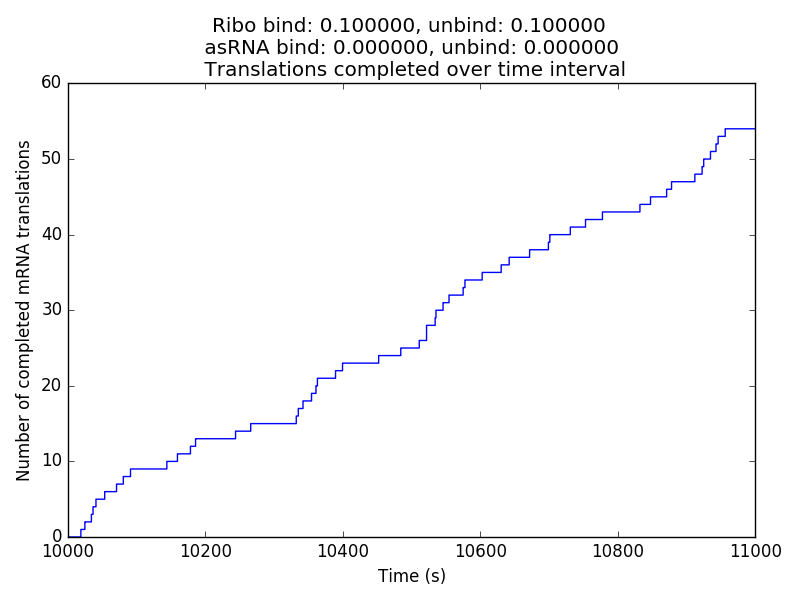 Ribo bind: 0.100000, unbind: 0.100000
asRNA bind: 0.000000, unbind: 0.000000
Translations completed over time interval
60
50
40
30
20
10
0
Number of completed mRNA translations
10000 10200 10400 10600 10800 11000
Time (s)